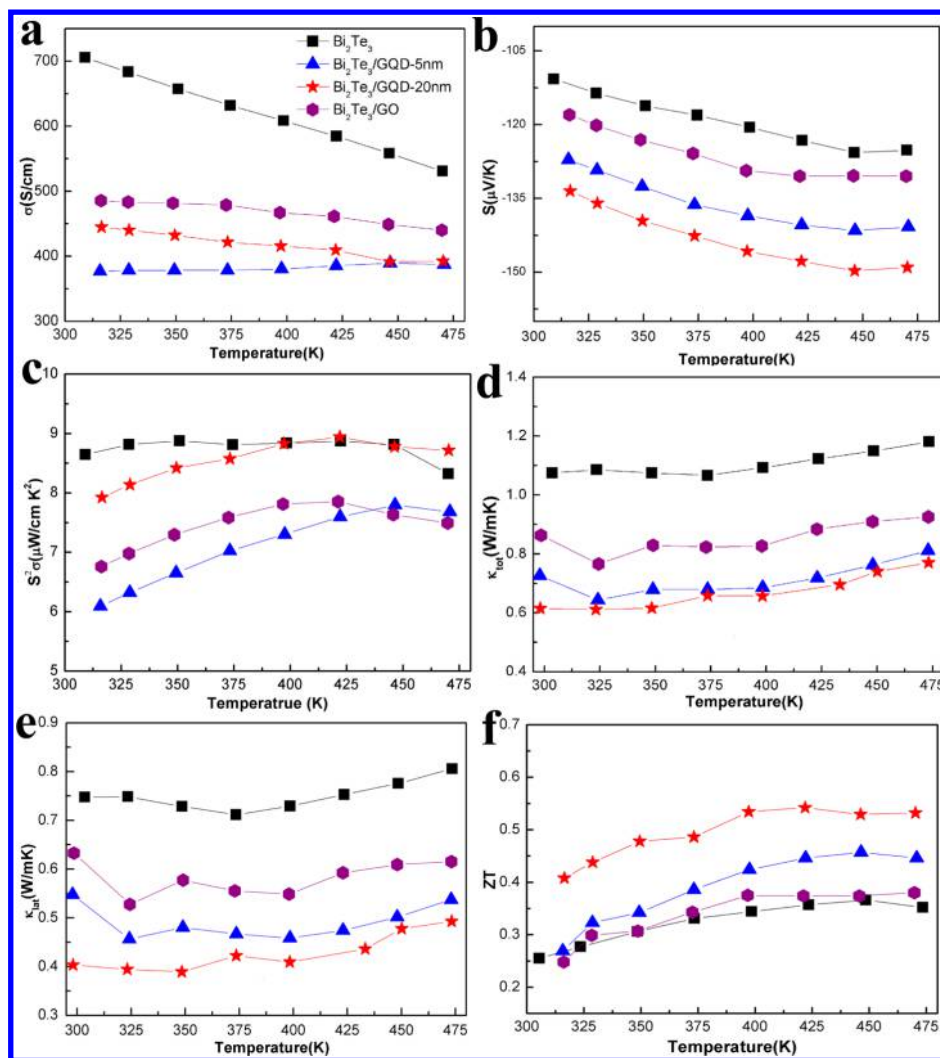 a
700
600
500
400
300
σ(S/cm)
Bi₂Te₃
Bi₂Te₃/GQD-5nm
Bi₂Te₃/GQD-20nm
Bi₂Te₃/GO
300 325 350 375 400 425 450 475
Temperature(K)
b
-105
-120
-135
-150
S(μV/K)
300 325 350 375 400 425 450 475
Temperature(K)
c
10
9
8
7
6
5
S²σ(μW/cm K²)
300 325 350 375 400 425 450 475
Temperatrue (K)
d
1.4
1.2
1.0
0.8
0.6
0.4
κtot(W/mK)
300 325 350 375 400 425 450 475
Temperature(K)
e
0.9
0.8
0.7
0.6
0.5
0.4
0.3
κlat(W/mK)
300 325 350 375 400 425 450 475
Temperature(K)
f
0.7
0.6
0.5
0.4
0.3
0.2
ZT
300 325 350 375 400 425 450 475
Temperature(K)